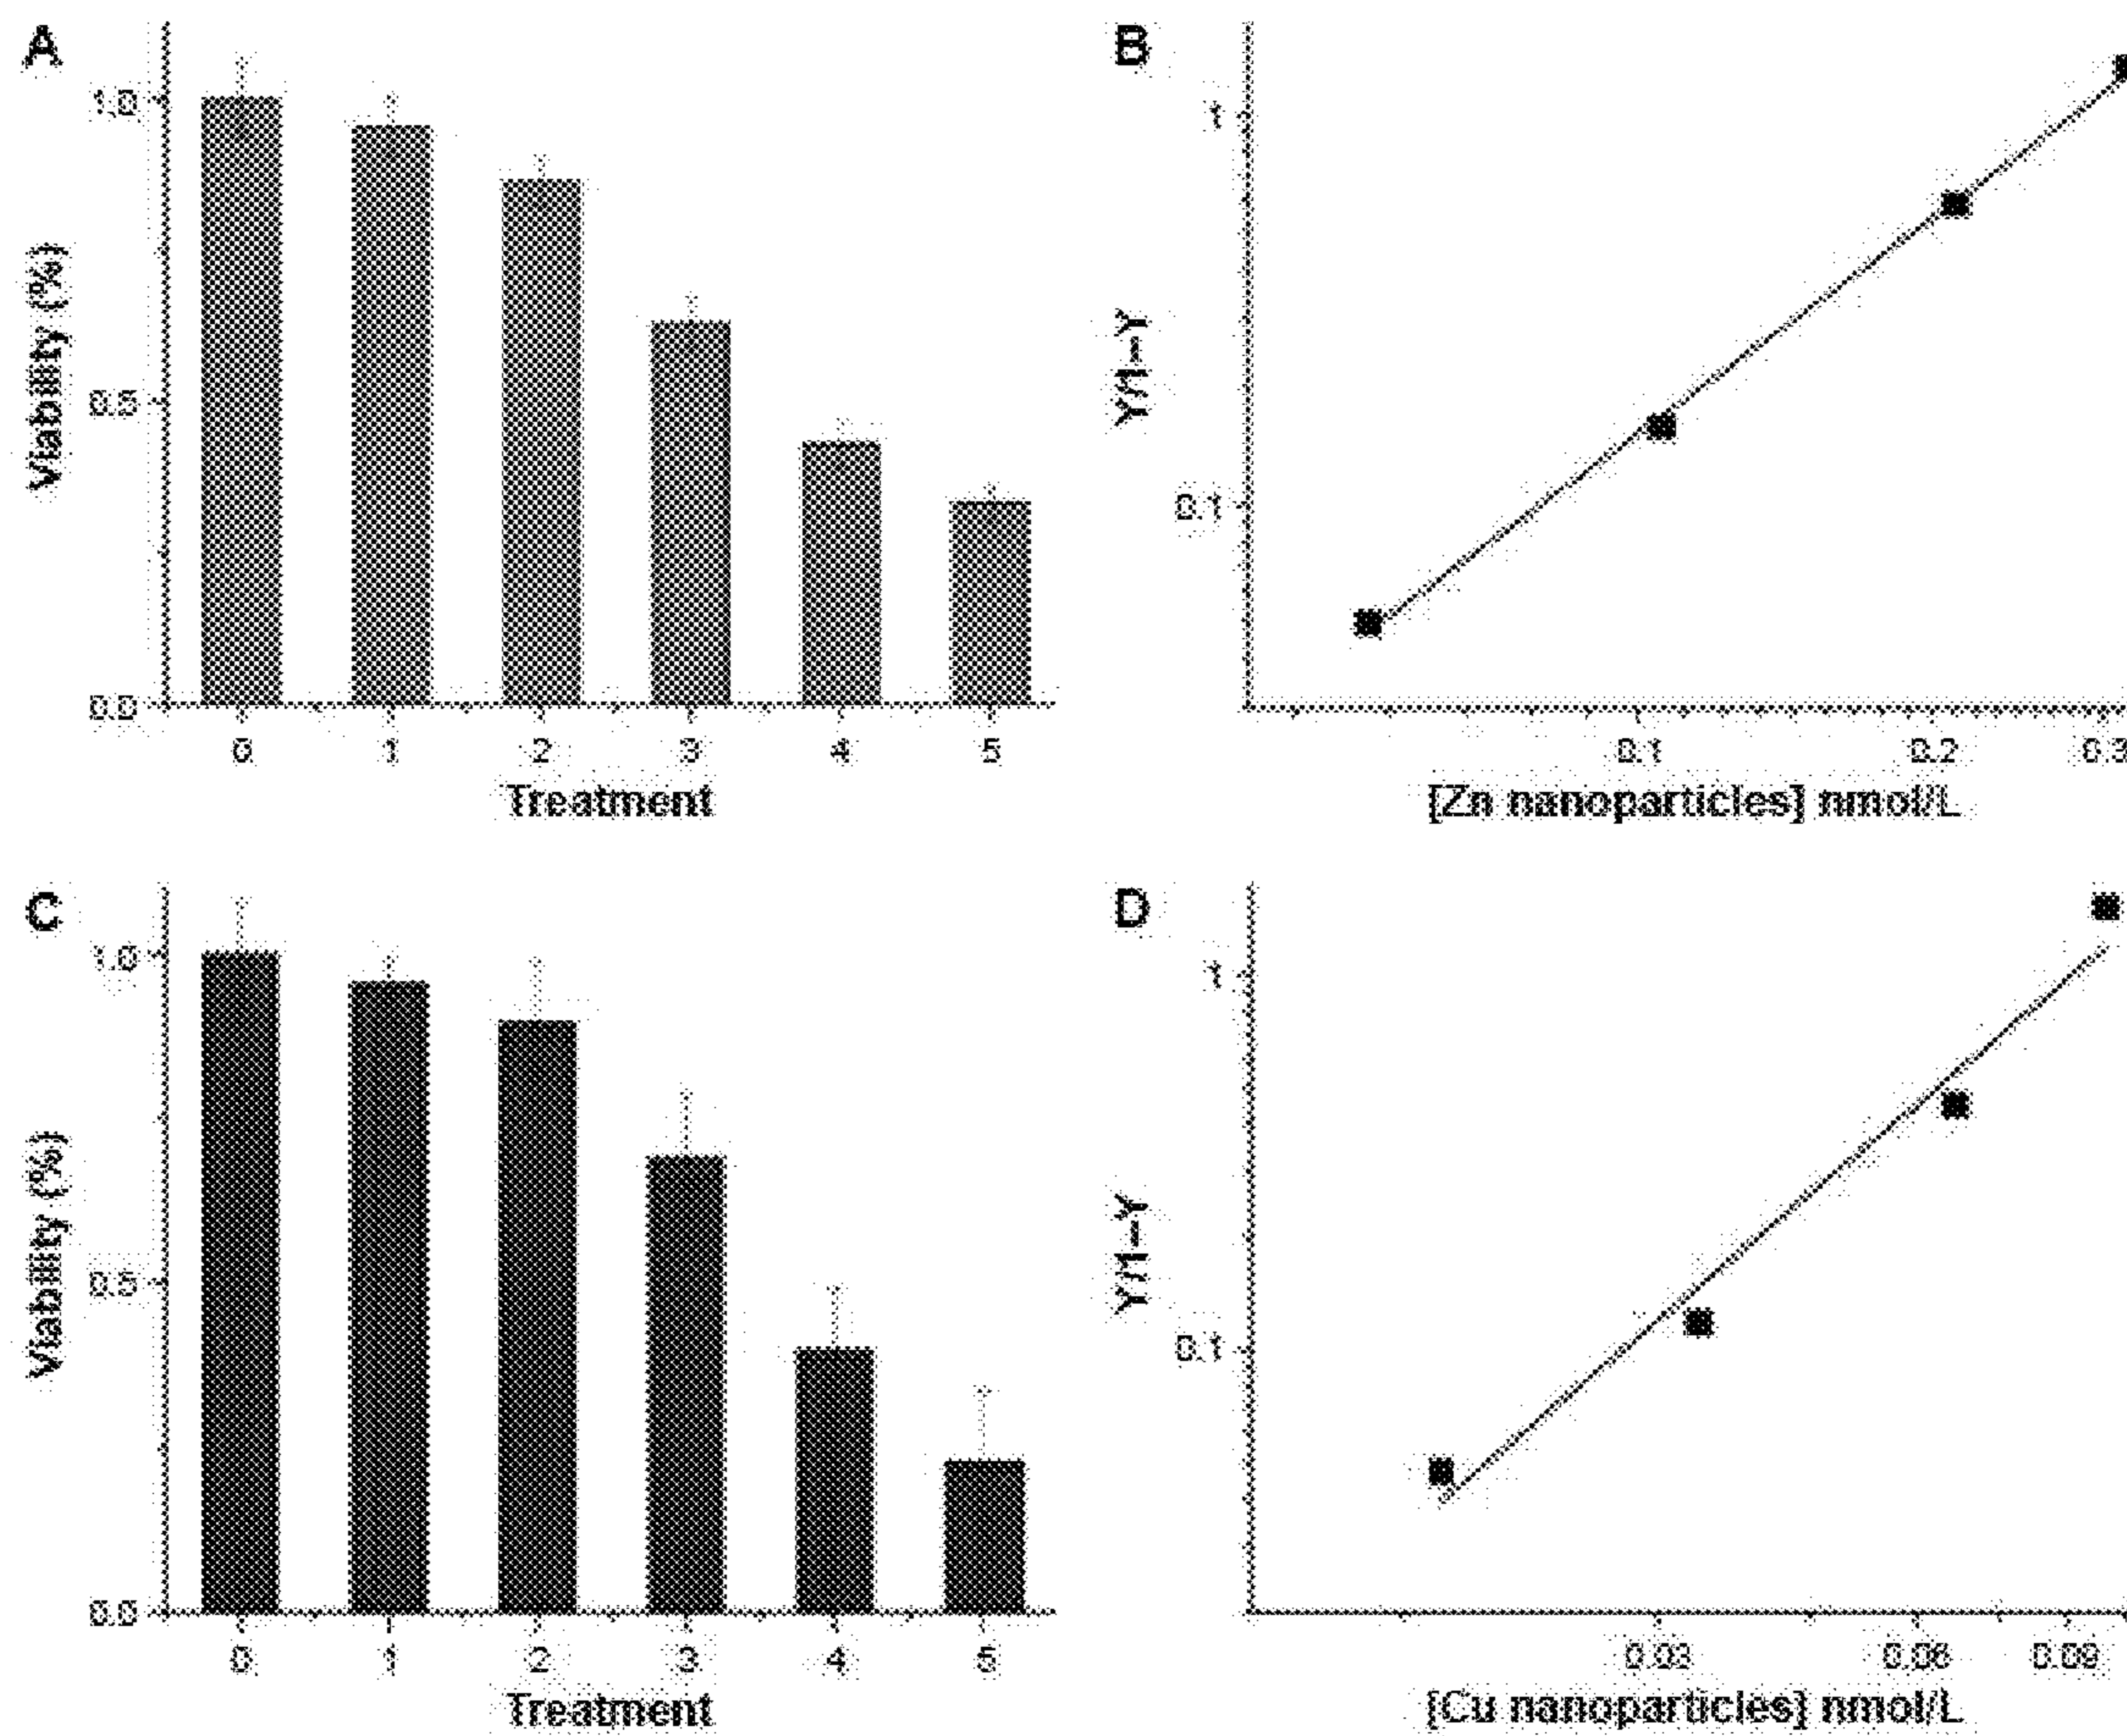 A
Viability (%)
1.0
0.5
0.0
0 1 2 3 4 5
Treatment
B
Y/1-Y
1
0.1
0.1 0.2 0.3
[Zn nanoparticles] nmol/L
C
Viability (%)
1.0
0.5
0.0
0 1 2 3 4 5
Treatment
D
Y/1-Y
1
0.1
0.03 0.06 0.09
[Cu nanoparticles] nmol/L